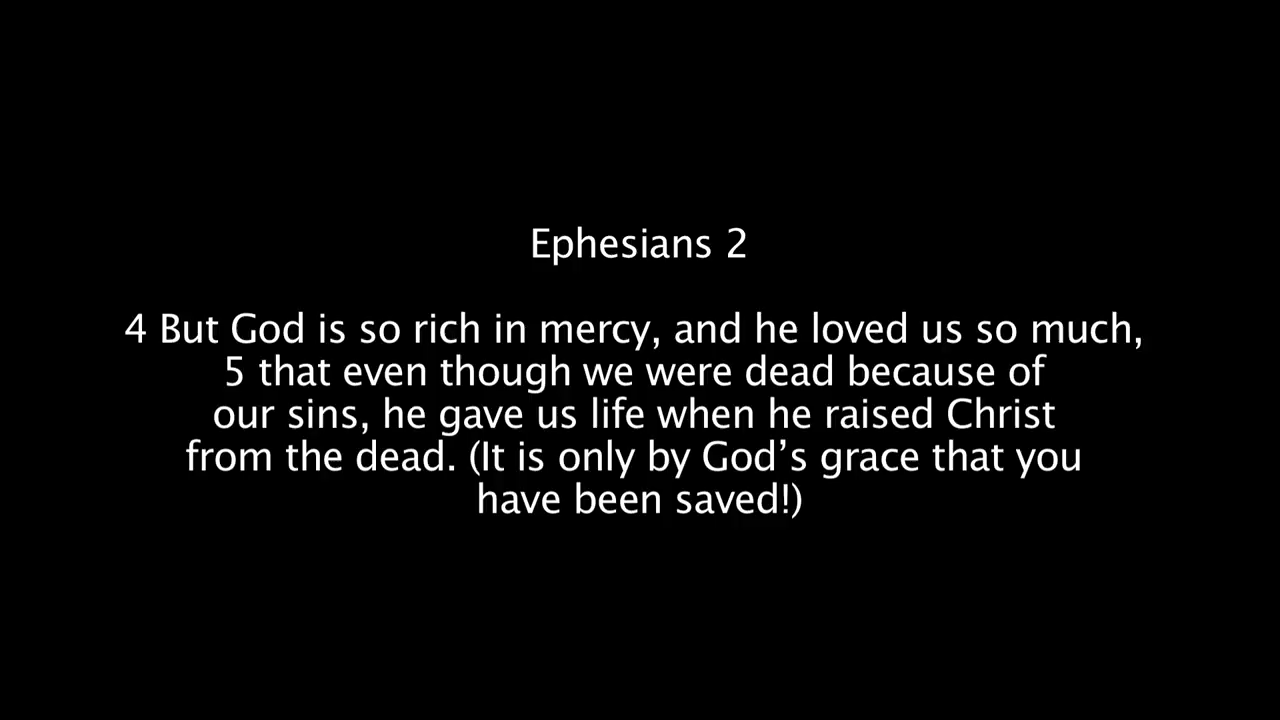 Ephesians 2
4 But God is so rich in mercy, and he loved us so much,
5 that even though we were dead because of
our sins, he gave us life when he raised Christ
from the dead. (It is only by God’s grace that you
have been saved!)